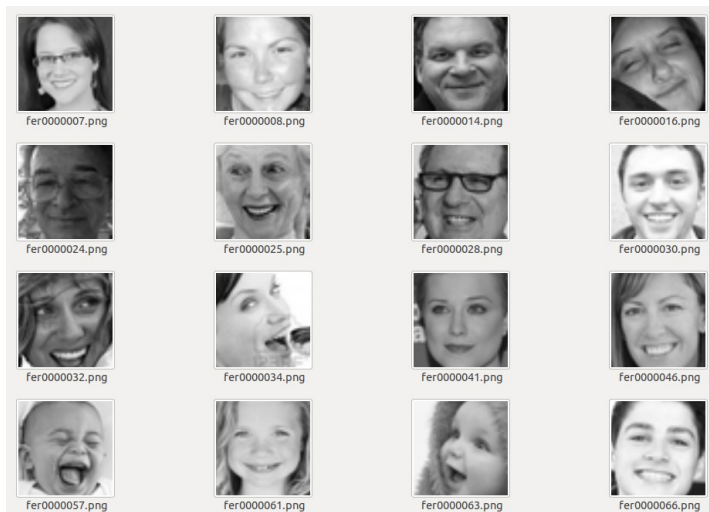 fer0000007.png fer0000008.png fer0000014.png fer0000016.png
fer0000024.png fer0000025.png fer0000028.png fer0000030.png
fer0000032.png fer0000034.png fer0000041.png fer0000046.png
fer0000057.png fer0000061.png fer0000063.png fer0000066.png